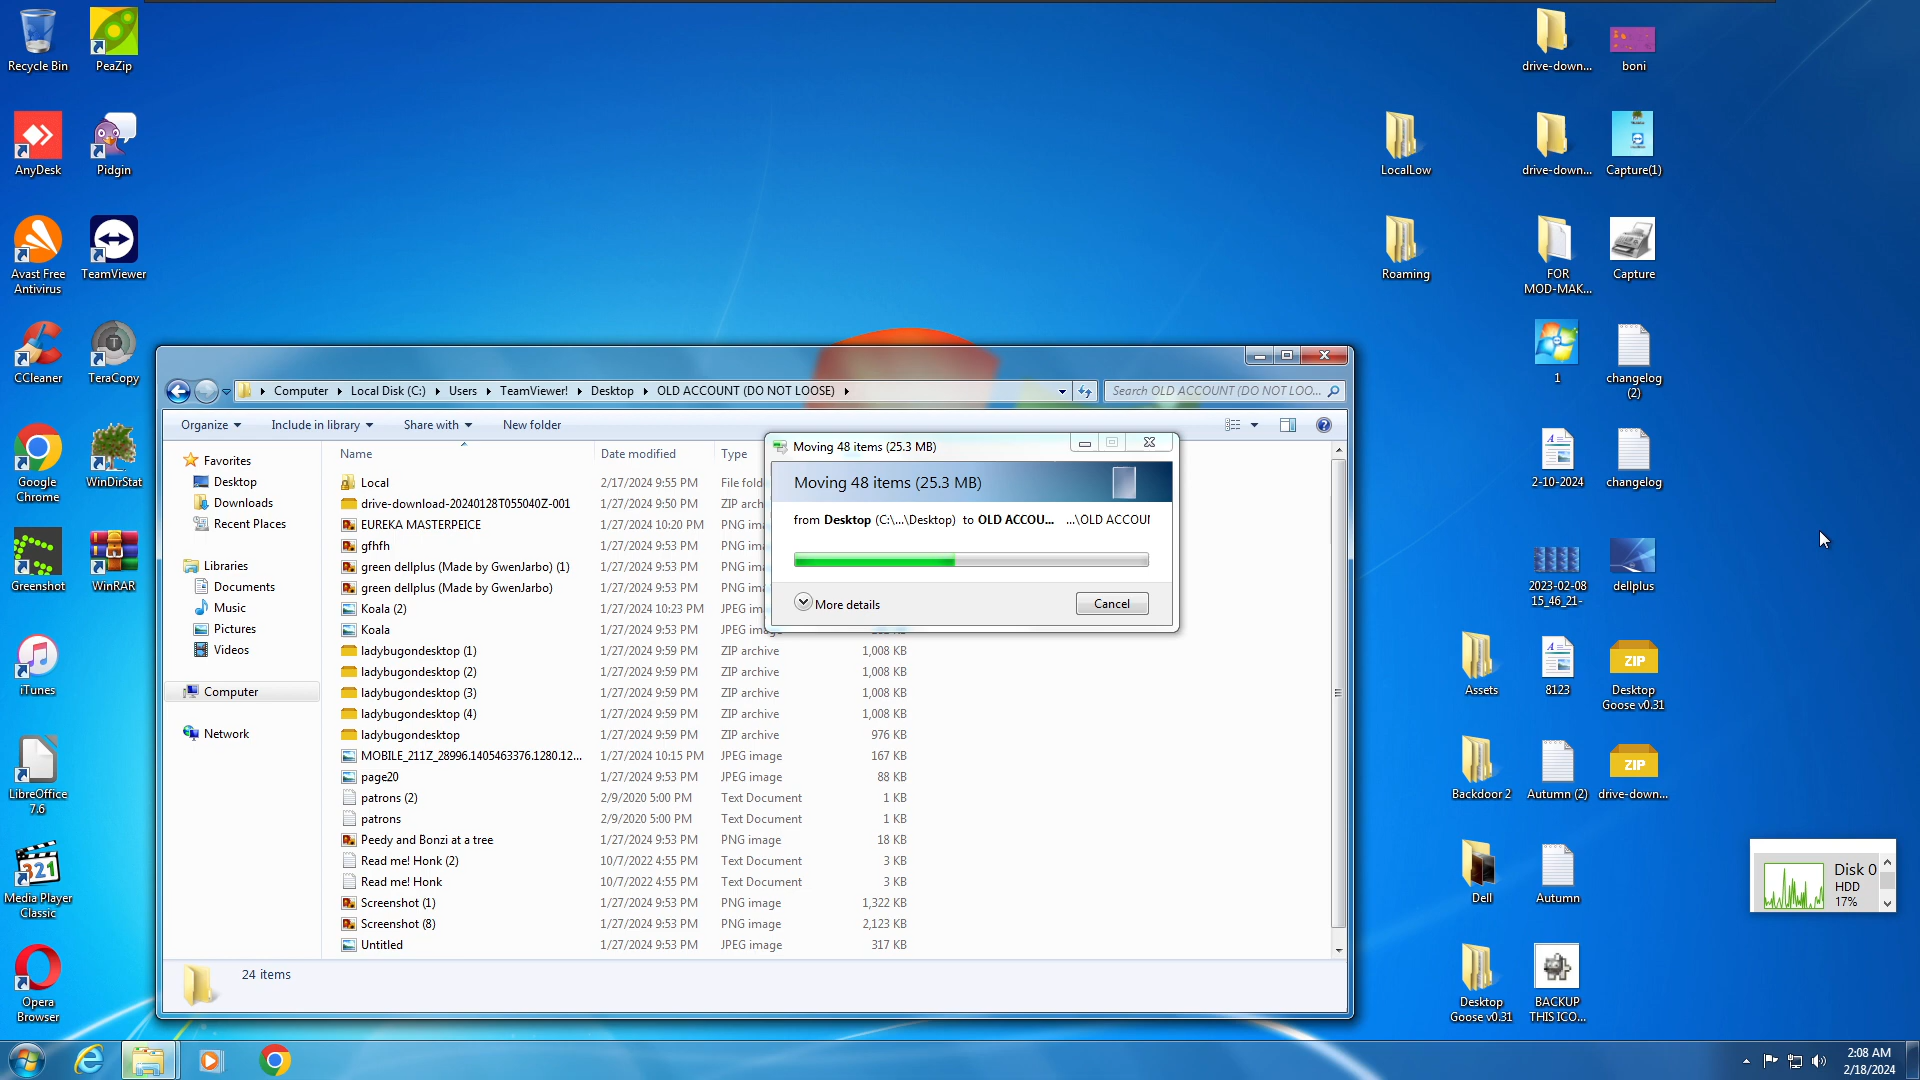 Recycle Bin
PeaZip
AnyDesk
Pidgin
Avast Free
Antivirus
TeamViewer
CCleaner
TeraCopy
Google
Chrome
WinDirStat
Greenshot
WinRAR
iTunes
LibreOffice
7.6
Media Player
Classic
Opera
Browser
drive-down...
boni
LocalLow
drive-down...
Capture(1)
Roaming
FOR
MOD-MAK...
Capture
1
changelog
(2)
2-10-2024
changelog
2023-02-08
15_46_21-
dellplus
Assets
8123
ZIP
Desktop
Goose v0.31
Backdoor 2
Autumn (2)
ZIP
drive-down...
Dell
Autumn
Desktop
Goose v0.31
BACKUP
THIS ICO...
Computer
Local Disk (C:)
Users
TeamViewer!
Desktop
OLD ACCOUNT (DO NOT LOOSE)
Search OLD ACCOUNT (DO NOT LOO...
Organize
Include in library
Share with
New folder
Favorites
Desktop
Downloads
Recent Places
Libraries
Documents
Music
Pictures
Videos
Computer
Network
Name Date modified Type
Local 2/17/2024 9:55 PM File fold
drive-download-20240128T055040Z-001 1/27/2024 9:50 PM ZIP arch
EUREKA MASTERPEICE 1/27/2024 10:20 PM PNG ima
gfhfh 1/27/2024 9:53 PM PNG ima
green dellplus (Made by GwenJarbo) (1) 1/27/2024 9:53 PM PNG ima
green dellplus (Made by GwenJarbo) 1/27/2024 9:53 PM PNG ima
Koala (2) 1/27/2024 10:23 PM JPEG im
Koala 1/27/2024 9:53 PM JPEG image
ladybugondesktop (1) 1/27/2024 9:59 PM ZIP archive 1,008 KB
ladybugondesktop (2) 1/27/2024 9:59 PM ZIP archive 1,008 KB
ladybugondesktop (3) 1/27/2024 9:59 PM ZIP archive 1,008 KB
ladybugondesktop (4) 1/27/2024 9:59 PM ZIP archive 1,008 KB
ladybugondesktop 1/27/2024 9:59 PM ZIP archive 976 KB
MOBILE_211Z_28996.1405463376.1280.12... 1/27/2024 10:15 PM JPEG image 167 KB
page20 1/27/2024 9:53 PM JPEG image 88 KB
patrons (2) 2/9/2020 5:00 PM Text Document 1 KB
patrons 2/9/2020 5:00 PM Text Document 1 KB
Peedy and Bonzi at a tree 1/27/2024 9:53 PM PNG image 18 KB
Read me! Honk (2) 10/7/2022 4:55 PM Text Document 3 KB
Read me! Honk 10/7/2022 4:55 PM Text Document 3 KB
Screenshot (1) 1/27/2024 9:53 PM PNG image 1,322 KB
Screenshot (8) 1/27/2024 9:53 PM PNG image 2,123 KB
Untitled 1/27/2024 9:53 PM JPEG image 317 KB
24 items
Moving 48 items (25.3 MB)
Moving 48 items (25.3 MB)
from Desktop (C:\...\Desktop) to OLD ACCOU... ...\OLD ACCOUN
More details
Cancel
Disk 0
HDD
17%
2:08 AM
2/18/2024